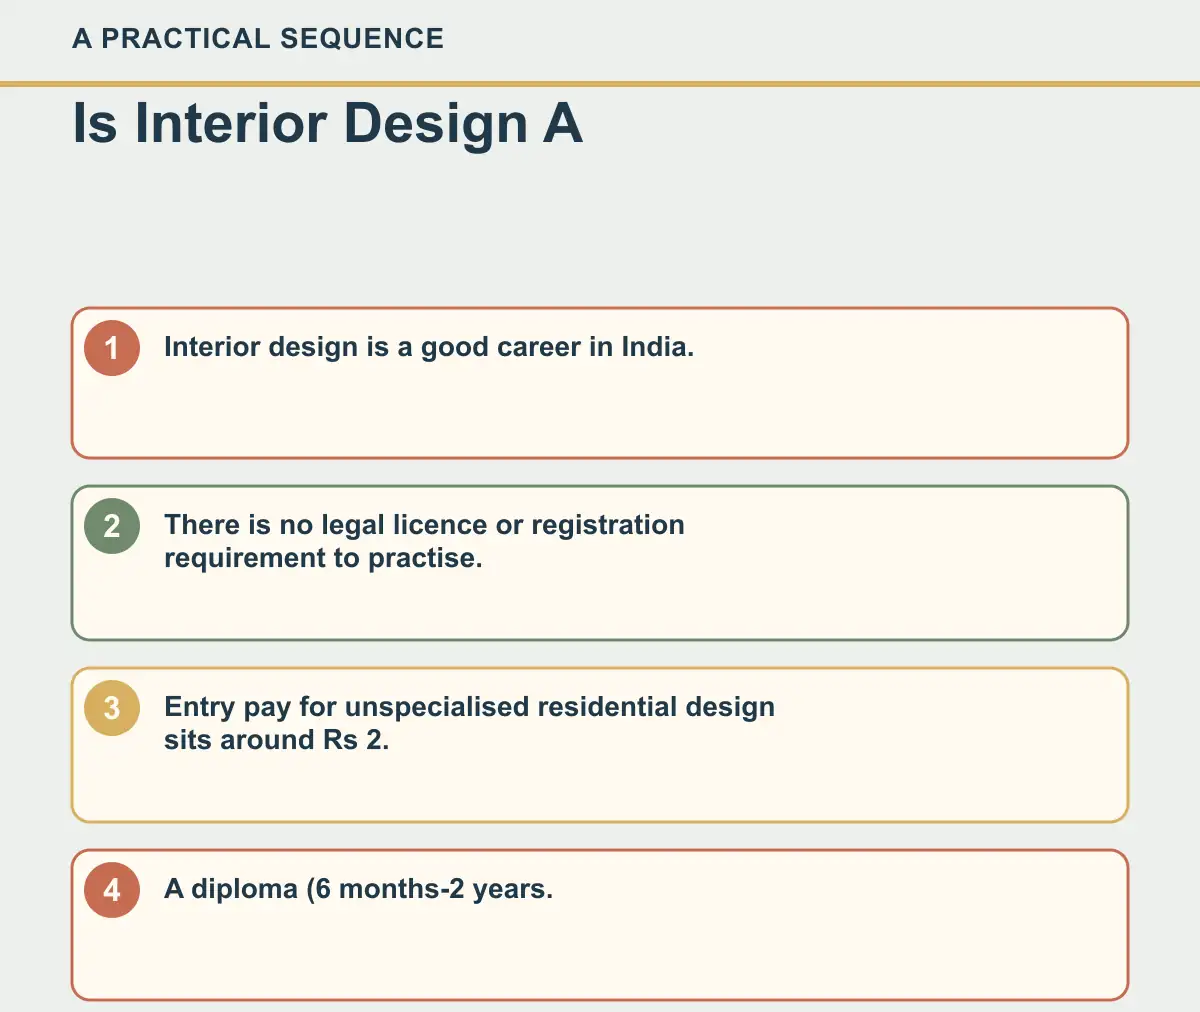 A PRACTICAL SEQUENCE
Is Interior Design A
1
Interior design is a good career in India.
2
There is no legal licence or registration
requirement to practise.
3
Entry pay for unspecialised residential design
sits around Rs 2.
4
A diploma (6 months-2 years.